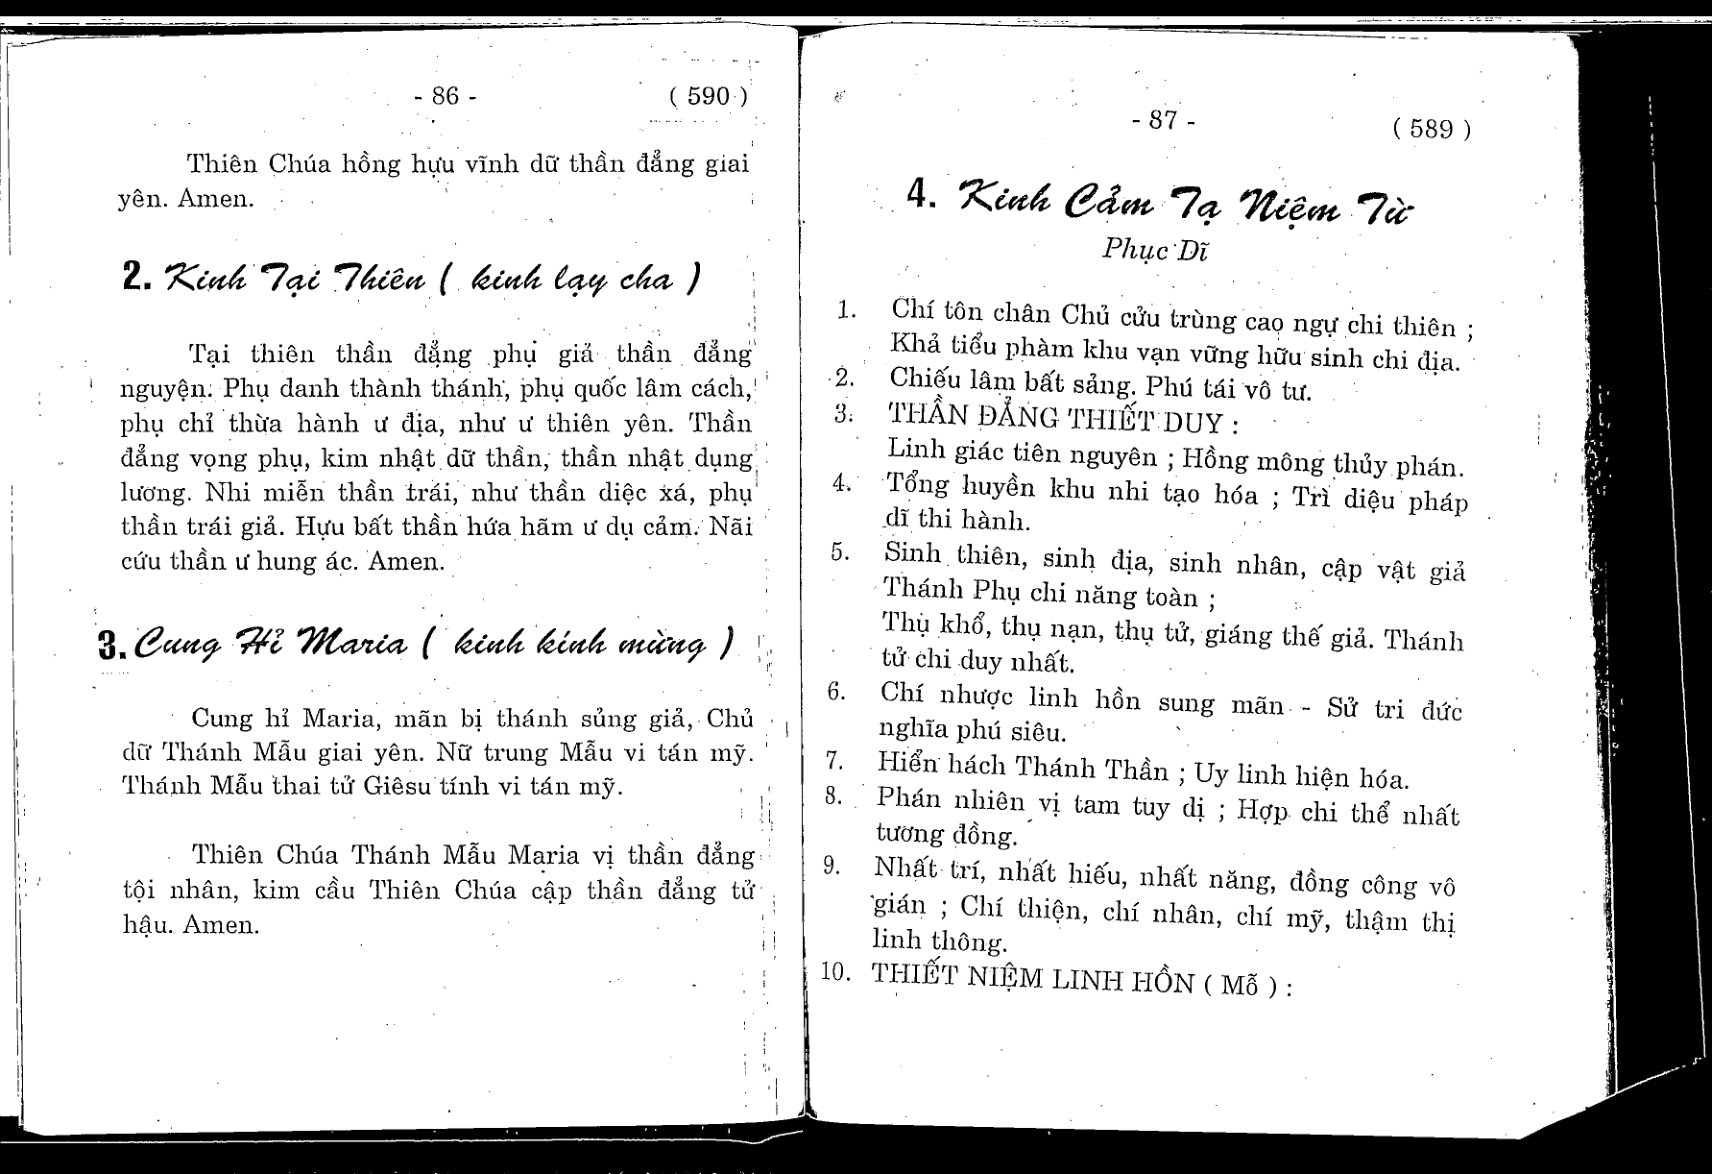 - 86 - ( 590 )
Thiên Chúa hồng hựu vĩnh dữ thần đẳng giai
yên. Amen.
2. Kinh Tại Thiên ( kinh lạy cha )
Tại thiên thần đẳng phụ giả thần đẳng
nguyện. Phụ danh thành thánh, phụ quốc lâm cách,
phụ chỉ thừa hành ư địa, như ư thiên yên. Thần
đẳng vọng phụ, kim nhật dữ thần, thần nhật dụng
lương. Nhi miễn thần trái, như thần diệc xá, phụ
thần trái giả. Hựu bất thần hứa hãm ư dụ cảm. Nãi
cứu thần ư hung ác. Amen.
3. Cung Hỉ Maria ( kinh kính mừng )
Cung hỉ Maria, mãn bị thánh sủng giả, Chủ
dữ Thánh Mẫu giai yên. Nữ trung Mẫu vi tán mỹ.
Thánh Mẫu thai tử Giêsu tính vi tán mỹ.
Thiên Chúa Thánh Mẫu Maria vị thần đẳng
tội nhân, kim cầu Thiên Chúa cập thần đẳng tử
hậu. Amen.
- 87 - ( 589 )
4. Kinh Cảm Tạ Niệm Từ
Phục Dĩ
1. Chí tôn chân Chủ cửu trùng cao ngự chi thiên ;
Khả tiểu phàm khu vạn vững hữu sinh chi địa.
2. Chiếu lâm bất sảng. Phú tái vô tư.
3. THẦN ĐẲNG THIẾT DUY :
Linh giác tiên nguyên ; Hồng mông thủy phán.
4. Tổng huyền khu nhi tạo hóa ; Trì diệu pháp
dĩ thi hành.
5. Sinh thiên, sinh địa, sinh nhân, cập vật giả
Thánh Phụ chi năng toàn ;
Thụ khổ, thụ nạn, thụ tử, giáng thế giả. Thánh
tử chi duy nhất.
6. Chí nhược linh hồn sung mãn - Sử tri đức
nghĩa phú siêu.
7. Hiển hách Thánh Thần ; Uy linh hiện hóa.
8. Phán nhiên vị tam tuy dị ; Hợp chi thể nhất
tương đồng.
9. Nhất trí, nhất hiếu, nhất năng, đồng công vô
gián ; Chí thiện, chí nhân, chí mỹ, thậm thị
linh thông.
10. THIẾT NIỆM LINH HỒN ( Mỗ ) :